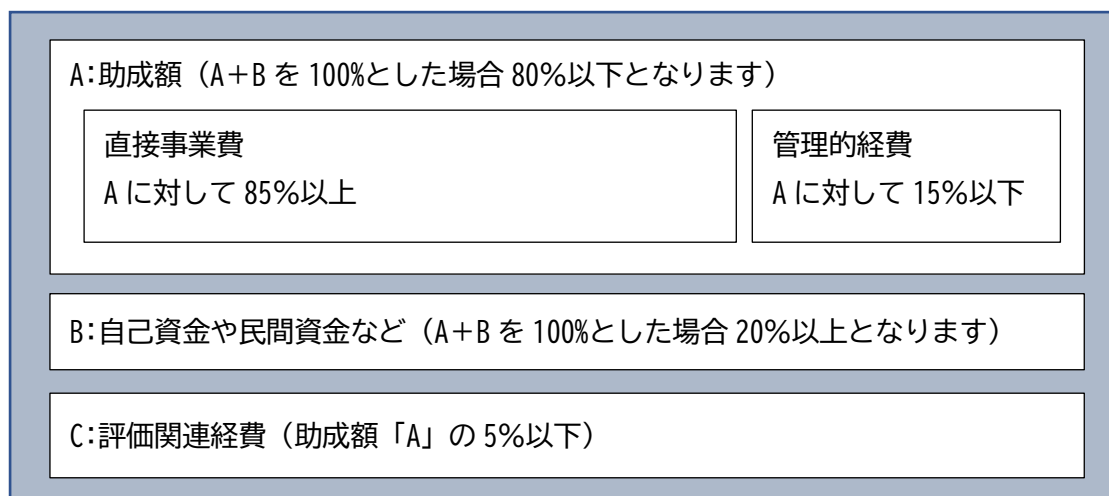 A:助成額（A＋B を 100%とした場合 80％以下となります）
直接事業費
A に対して 85％以上
管理的経費
A に対して 15％以下
B:自己資金や民間資金など（A＋B を 100%とした場合 20％以上となります）
C:評価関連経費（助成額「A」の 5％以下）